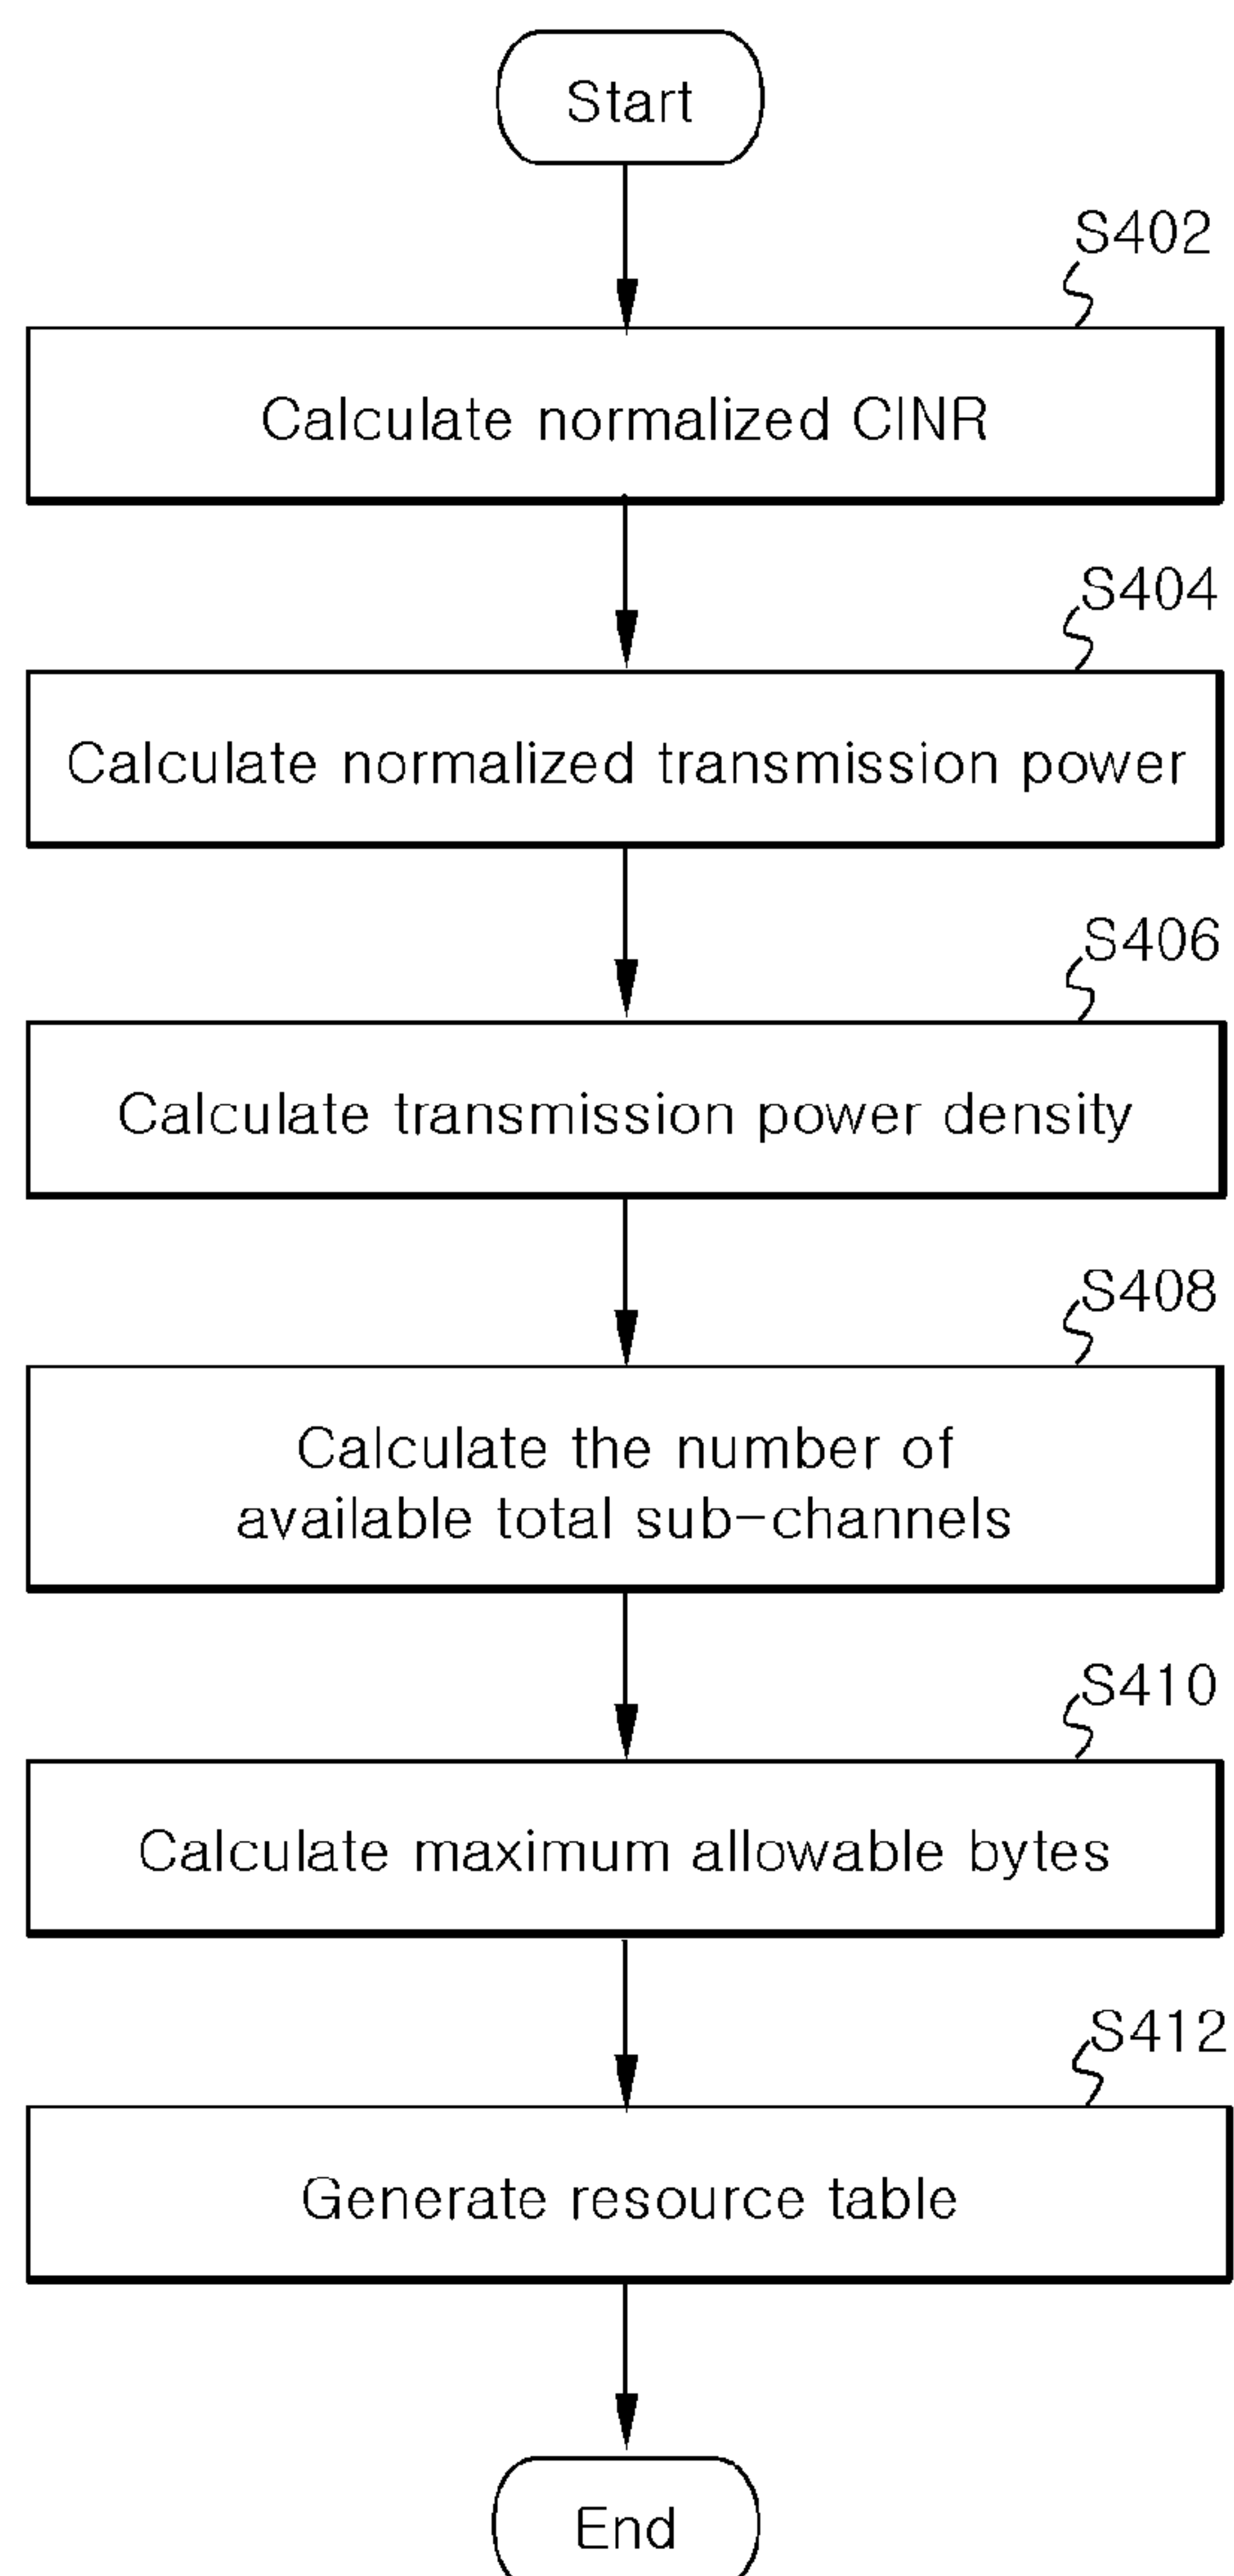 Start
S402
Calculate normalized CINR
S404
Calculate normalized transmission power
S406
Calculate transmission power density
S408
Calculate the number of
available total sub-channels
S410
Calculate maximum allowable bytes
S412
Generate resource table
End